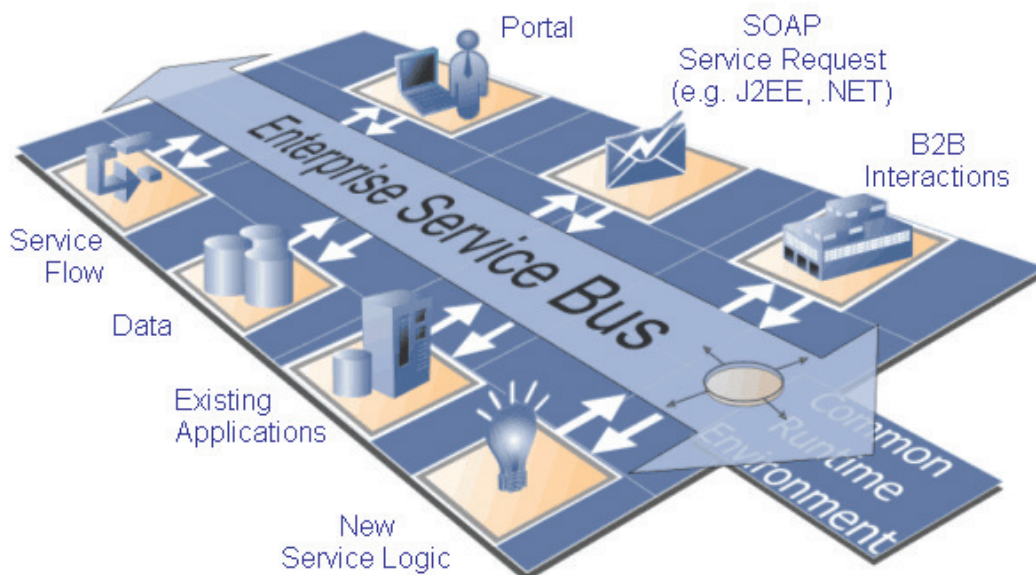 Portal
SOAP
Service Request
(e.g. J2EE, .NET)
B2B
Interactions
Enterprise Service Bus
Service
Flow
Data
Existing
Applications
New
Service Logic
Common
Runtime
Environment